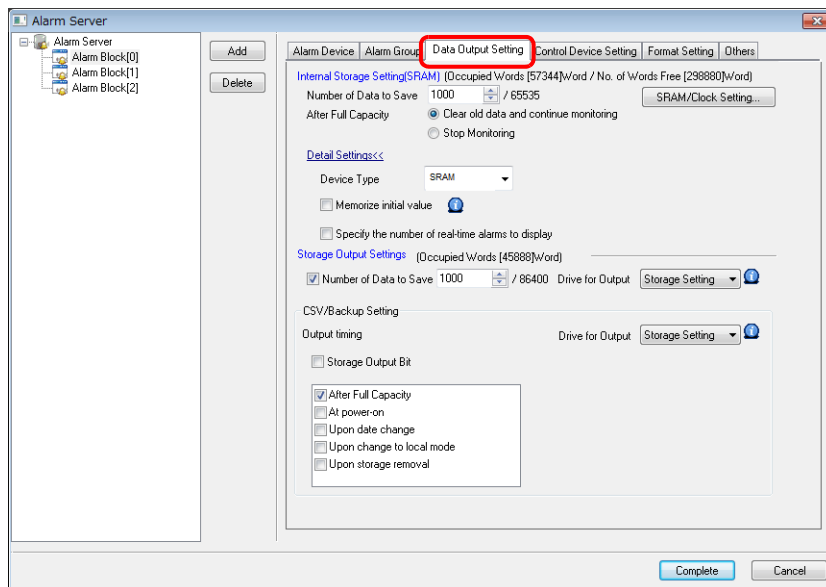 Alarm Server
Alarm Server
Alarm Block[0]
Alarm Block[1]
Alarm Block[2]
Add
Delete
Alarm Device Alarm Group Data Output Setting Control Device Setting Format Setting Others
Internal Storage Setting(SRAM) (Occupied Words [57344]Word / No. of Words Free [298880]Word)
Number of Data to Save 1000 / 65535 SRAM/Clock Setting...
After Full Capacity Clear old data and continue monitoring
Stop Monitoring
Detail Settings<<
Device Type SRAM
Memorize initial value
Specify the number of real-time alarms to display
Storage Output Settings (Occupied Words [45888]Word)
Number of Data to Save 1000 / 86400 Drive for Output Storage Setting
CSV/Backup Setting
Output timing Drive for Output Storage Setting
Storage Output Bit
After Full Capacity
At power-on
Upon date change
Upon change to local mode
Upon storage removal
Complete Cancel